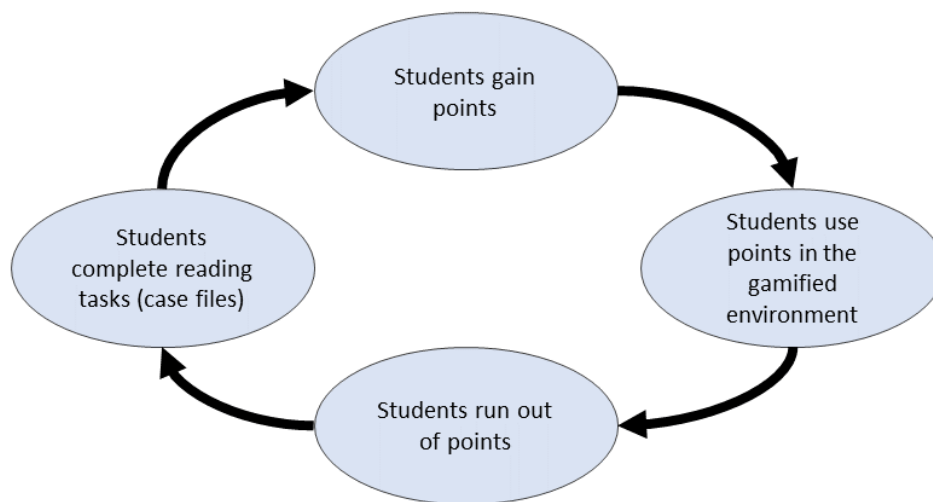 Students gain
points
Students use
points in the
gamified
environment
Students run out
of points
Students
complete reading
tasks (case files)